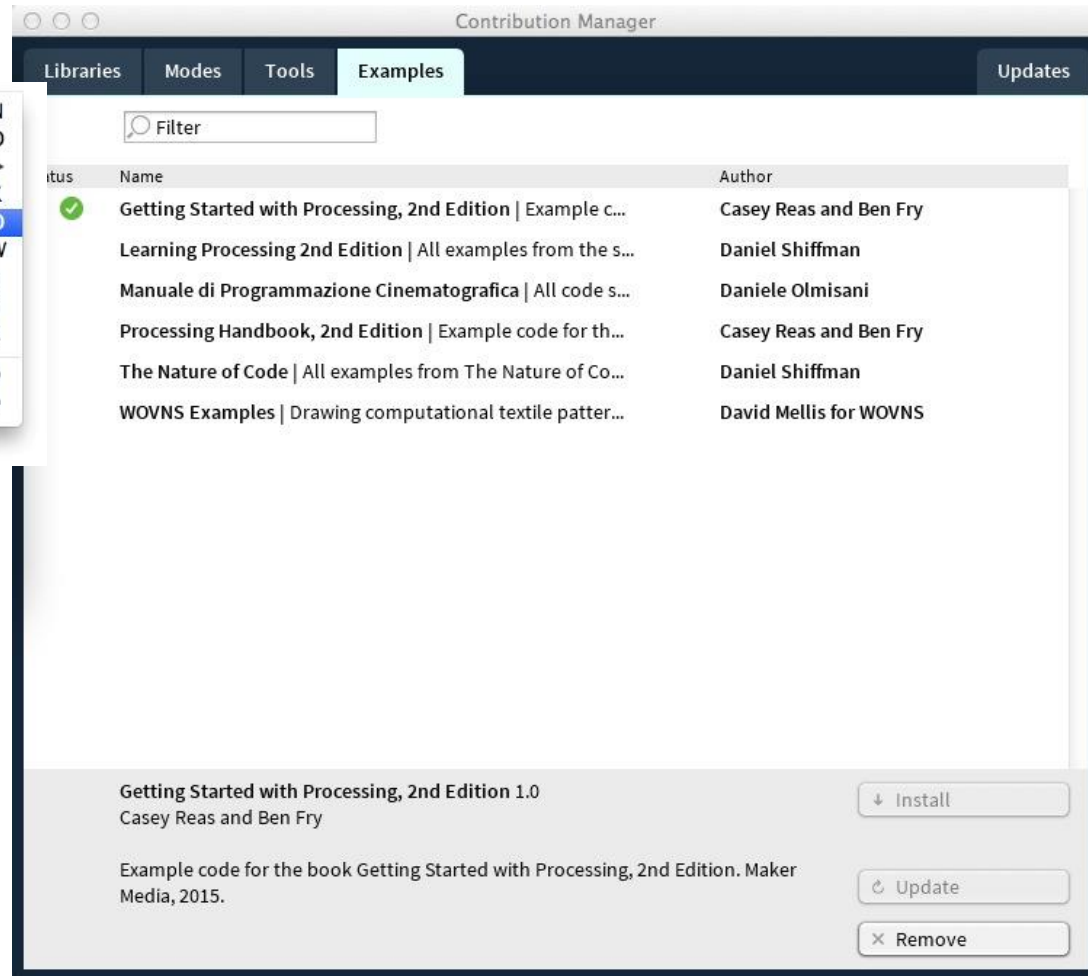 Contribution Manager
Libraries Modes Tools Examples Updates
Filter
Name Author
Getting Started with Processing, 2nd Edition | Example c... Casey Reas and Ben Fry
Learning Processing 2nd Edition | All examples from the s... Daniel Shiffman
Manuale di Programmazione Cinematografica | All code s... Daniele Olmisani
Processing Handbook, 2nd Edition | Example code for th... Casey Reas and Ben Fry
The Nature of Code | All examples from The Nature of Co... Daniel Shiffman
WOVNS Examples | Drawing computational textile patter... David Mellis for WOVNS
Getting Started with Processing, 2nd Edition 1.0
Casey Reas and Ben Fry
Install
Example code for the book Getting Started with Processing, 2nd Edition. Maker
Media, 2015.
Update
Remove